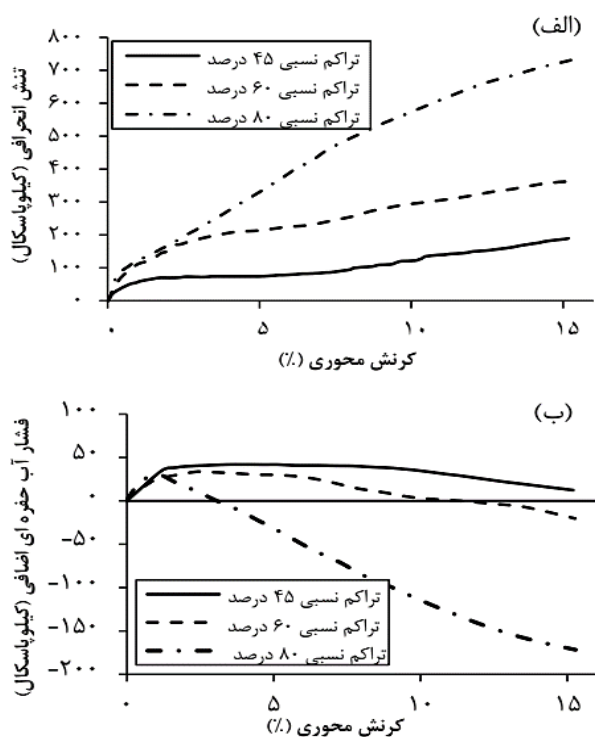 (الف)
تنش انحرافی (کیلوپاسکال)
۸۰۰
۷۰۰
۶۰۰
۵۰۰
۴۰۰
۳۰۰
۲۰۰
۱۰۰
۰
تراکم نسبی ۴۵ درصد
تراکم نسبی ۶۰ درصد
تراکم نسبی ۸۰ درصد
۰ ۵ ۱۰ ۱۵
کرنش محوری (٪)
(ب)
فشار آب حفره ای اضافی (کیلوپاسکال)
۱۰۰
۵۰
۰
-۵۰
-۱۰۰
-۱۵۰
-۲۰۰
تراکم نسبی ۴۵ درصد
تراکم نسبی ۶۰ درصد
تراکم نسبی ۸۰ درصد
۰ ۵ ۱۰ ۱۵
کرنش محوری (٪)